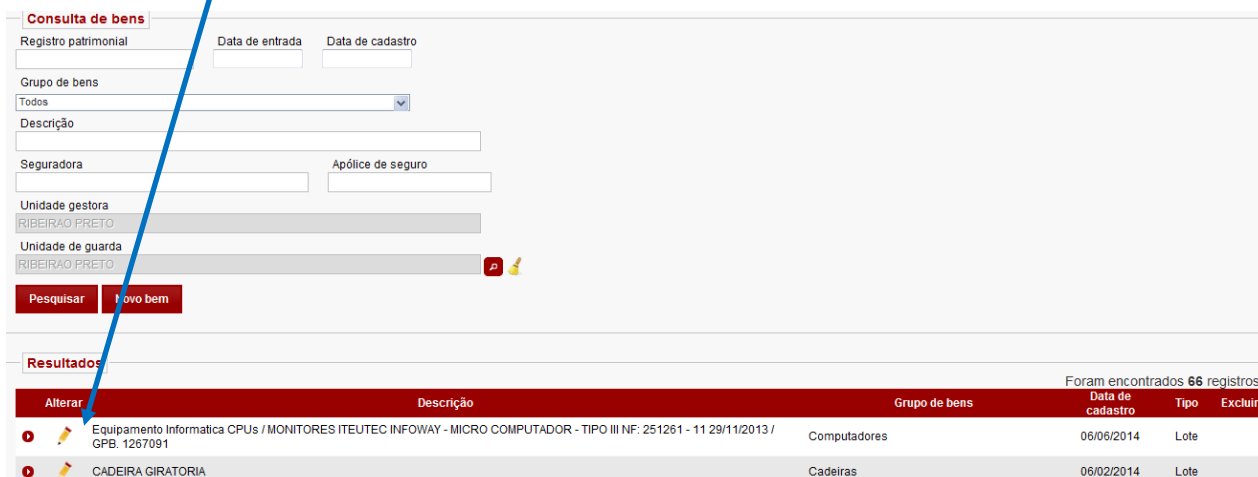 Consulta de bens
Registro patrimonial Data de entrada Data de cadastro
Grupo de bens
Todos
Descrição
Seguradora Apólice de seguro
Unidade gestora
RIBEIRAO PRETO
Unidade de guarda
RIBEIRAO PRETO
Pesquisar Novo bem
Resultados
Foram encontrados 66 registros
Alterar Descrição Grupo de bens Data de cadastro Tipo Excluir
Equipamento Informatica CPUs / MONITORES ITEUTEC INFOWAY - MICRO COMPUTADOR - TIPO III NF: 251261 - 11 29/11/2013 /
GPB. 1267091 Computadores 06/06/2014 Lote
CADEIRA GIRATORIA Cadeiras 06/02/2014 Lote